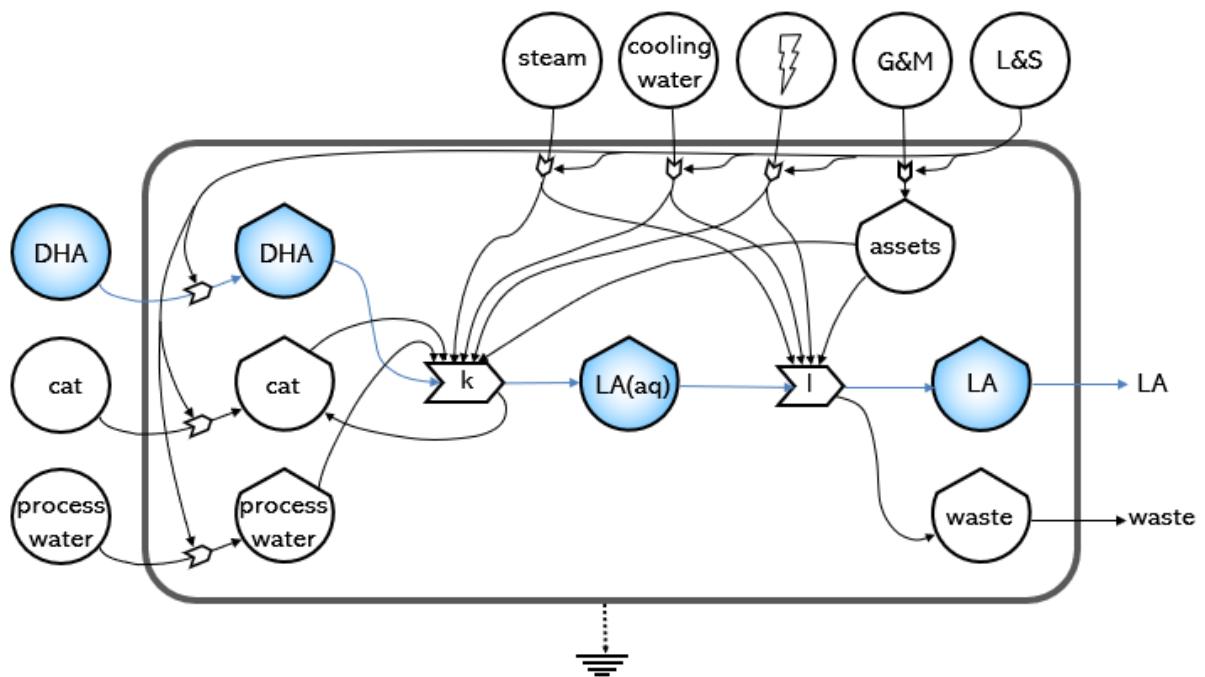 steam
cooling
water
G&M
L&S
DHA
DHA
assets
cat
cat
k
LA(aq)
l
LA
LA
process
water
process
water
waste
waste